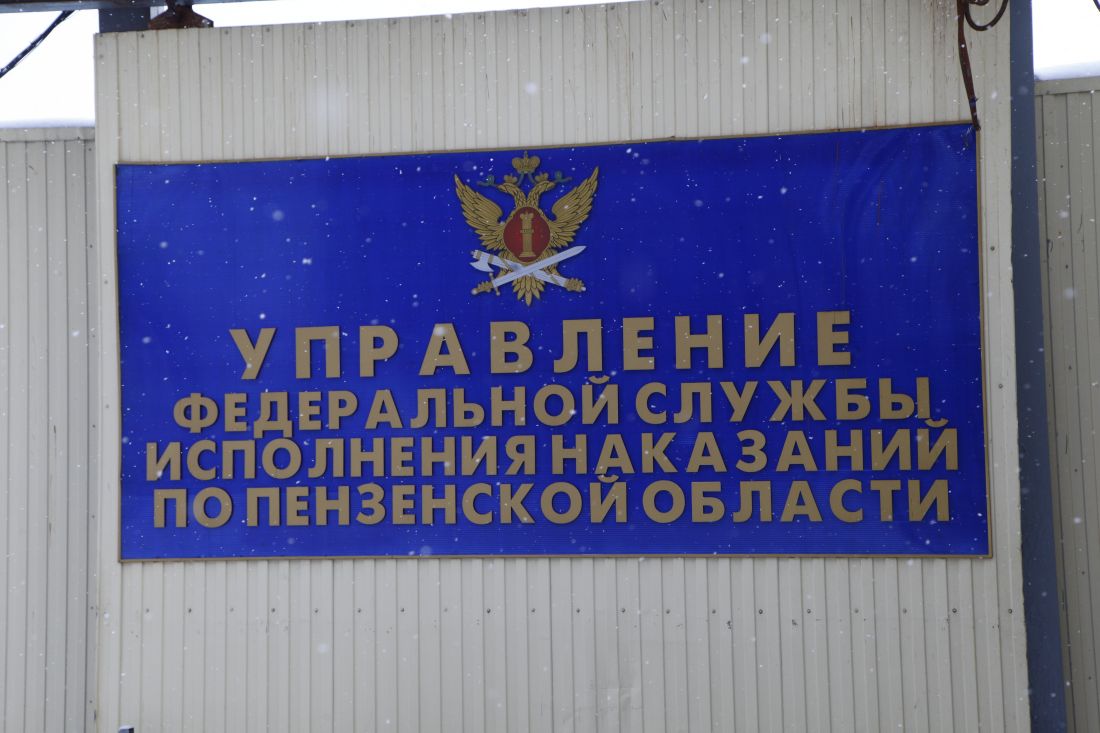 УПРАВЛЕНИЕ
ФЕДЕРАЛЬНОЙ СЛУЖБЫ
ИСПОЛНЕНИЯ НАКАЗАНИЙ
ПО ПЕНЗЕНСКОЙ ОБЛАСТИ